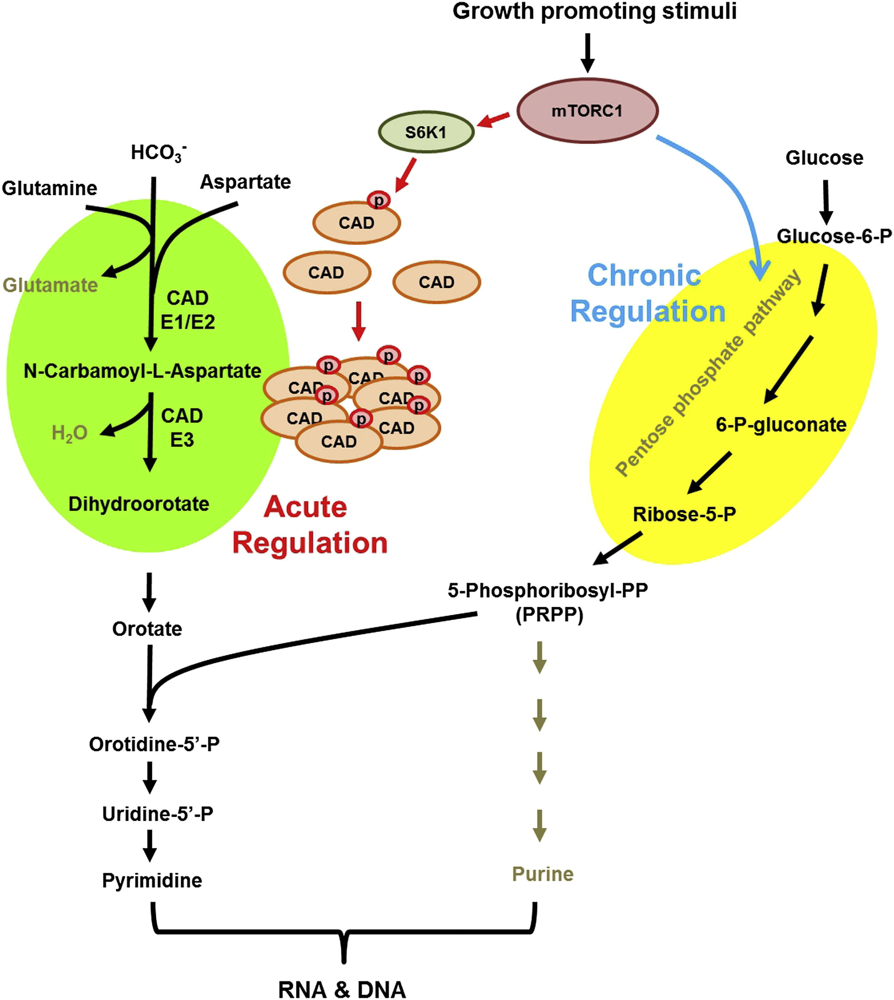 Growth promoting stimuli
mTORC1
S6K1
HCO₃⁻
Glutamine
Aspartate
Glucose
p
CAD
Glucose-6-P
CAD
CAD
Glutamate
CAD
E1/E2
Chronic
Regulation
Pentose phosphate pathway
N-Carbamoyl-L-Aspartate
p
p
p
CAD
CAD
p
CAD
p
CAD
p
CAD
CAD
CAD
E3
H₂O
6-P-gluconate
Dihydroorotate
Acute
Regulation
Ribose-5-P
5-Phosphoribosyl-PP
(PRPP)
Orotate
Orotidine-5’-P
Uridine-5’-P
Pyrimidine
Purine
RNA & DNA